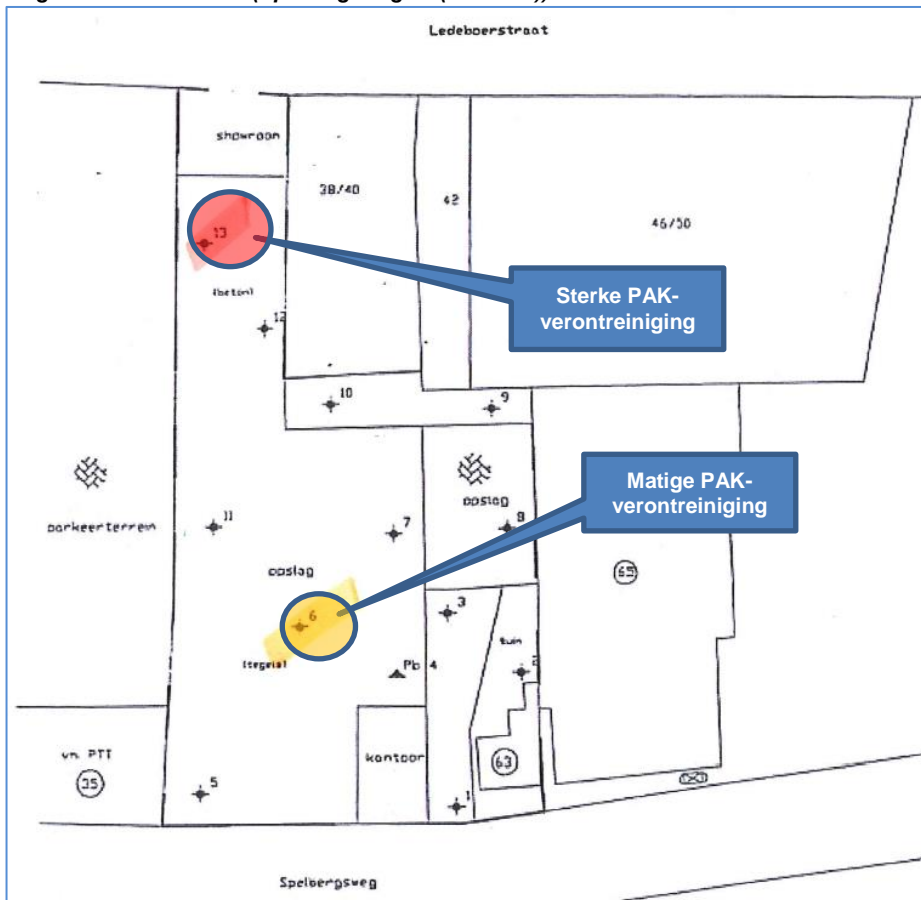 Ledeboerstraat
showroom
38/40
42
46/50
13
(beton)
Sterke PAK-
verontreiniging
12
10
9
Matige PAK-
verontreiniging
opslag
parkeerterrein
11
7
8
opslag
65
6
3
tuin
(tegels)
Pb 4
2
vn. PTT
35
kantoor
63
5
1
Spelbergsweg